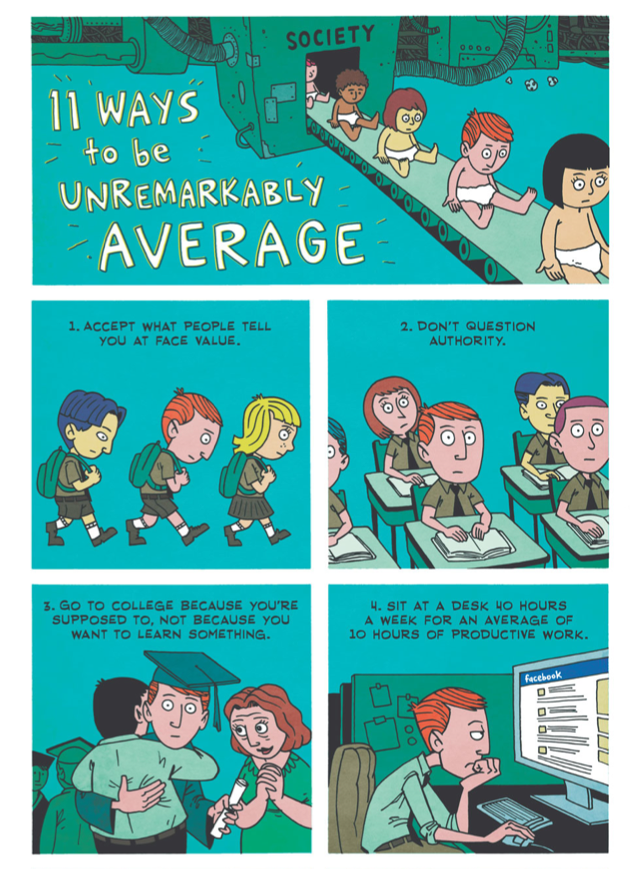 SOCIETY
11 WAYS
to be
UNREMARKABLY
AVERAGE
1. ACCEPT WHAT PEOPLE TELL
YOU AT FACE VALUE.
2. DON'T QUESTION
AUTHORITY.
3. GO TO COLLEGE BECAUSE YOU'RE
SUPPOSED TO, NOT BECAUSE YOU
WANT TO LEARN SOMETHING.
4. SIT AT A DESK 40 HOURS
A WEEK FOR AN AVERAGE OF
10 HOURS OF PRODUCTIVE WORK.
facebook